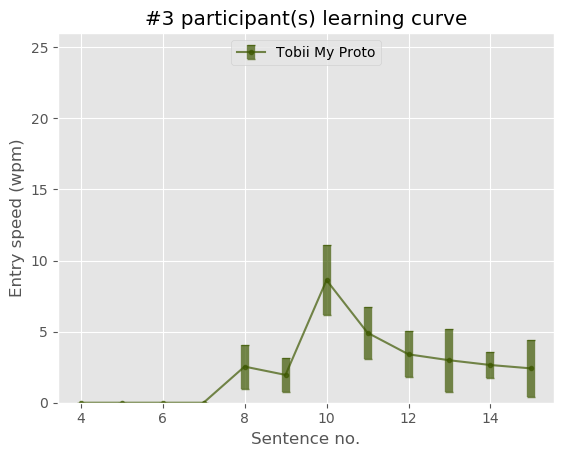 #3 participant(s) learning curve
Tobii My Proto
Entry speed (wpm)
25
20
15
10
5
0
4 6 8 10 12 14
Sentence no.